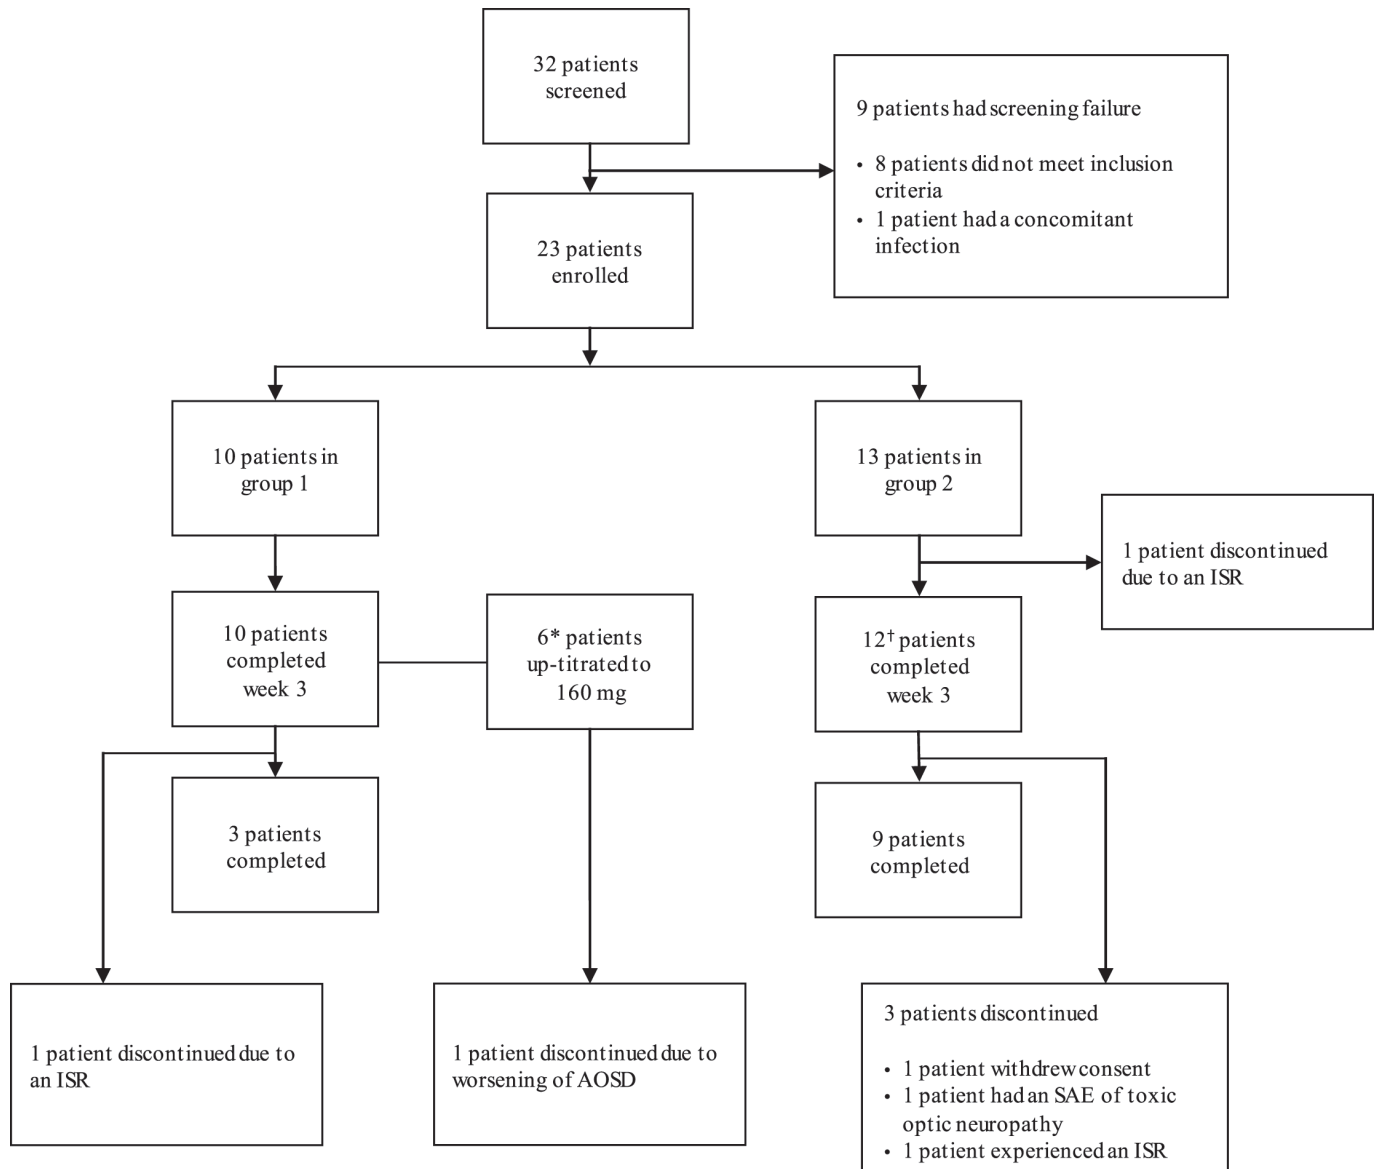 32 patients
screened
9 patients had screening failure
• 8 patients did not meet inclusion
criteria
• 1 patient had a concomitant
infection
23 patients
enrolled
10 patients in
group 1
13 patients in
group 2
1 patient discontinued
due to an ISR
10 patients
completed
week 3
6* patients
up-titrated to
160 mg
12† patients
completed
week 3
3 patients
completed
9 patients
completed
1 patient discontinued due to
an ISR
1 patient discontinued due to
worsening of AOSD
3 patients discontinued
• 1 patient withdrew consent
• 1 patient had an SAE of toxic
optic neuropathy
• 1 patient experienced an ISR